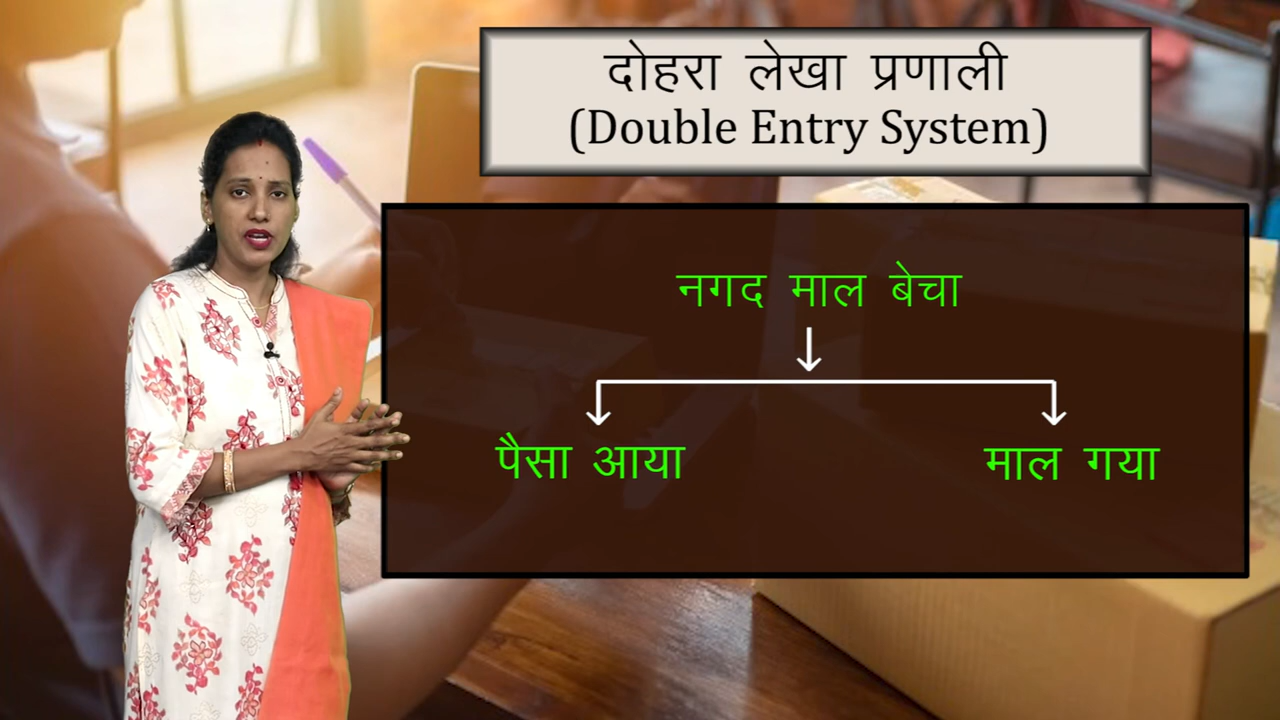 दोहरा लेखा प्रणाली
(Double Entry System)
नगद माल बेचा
पैसा आया
माल गया